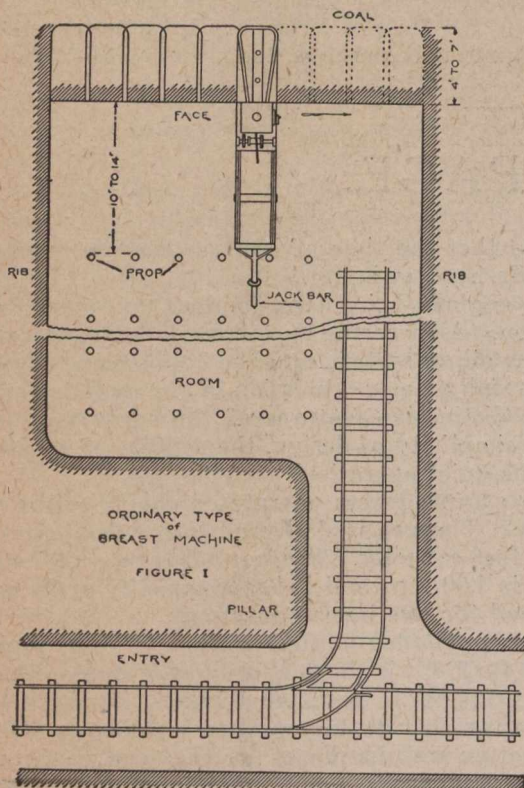 COAL
4' TO 7'
FACE
10' TO 14'
PROP
RIB
RIB
JACK BAR
ROOM
ORDINARY TYPE
of
BREAST MACHINE
FIGURE I
PILLAR
ENTRY